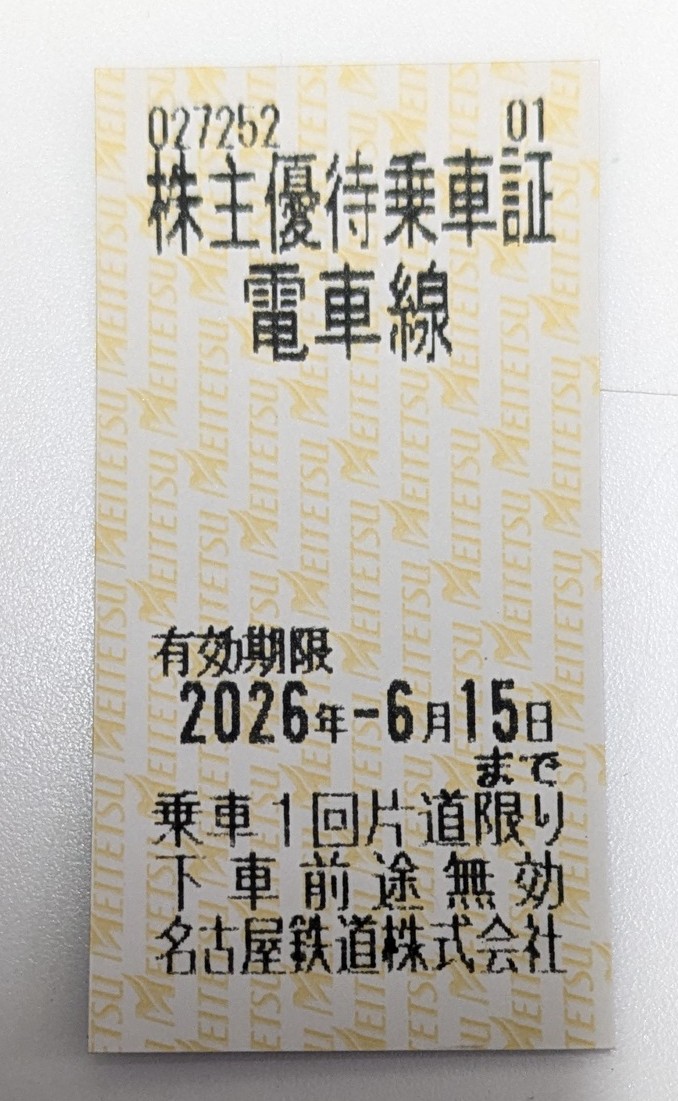 027252 01
株主優待乗車証
電車線
有効期限
2026年-6月15日
まで
乗車1回片道限り
下車前途無効
名古屋鉄道株式会社
MEITETSU